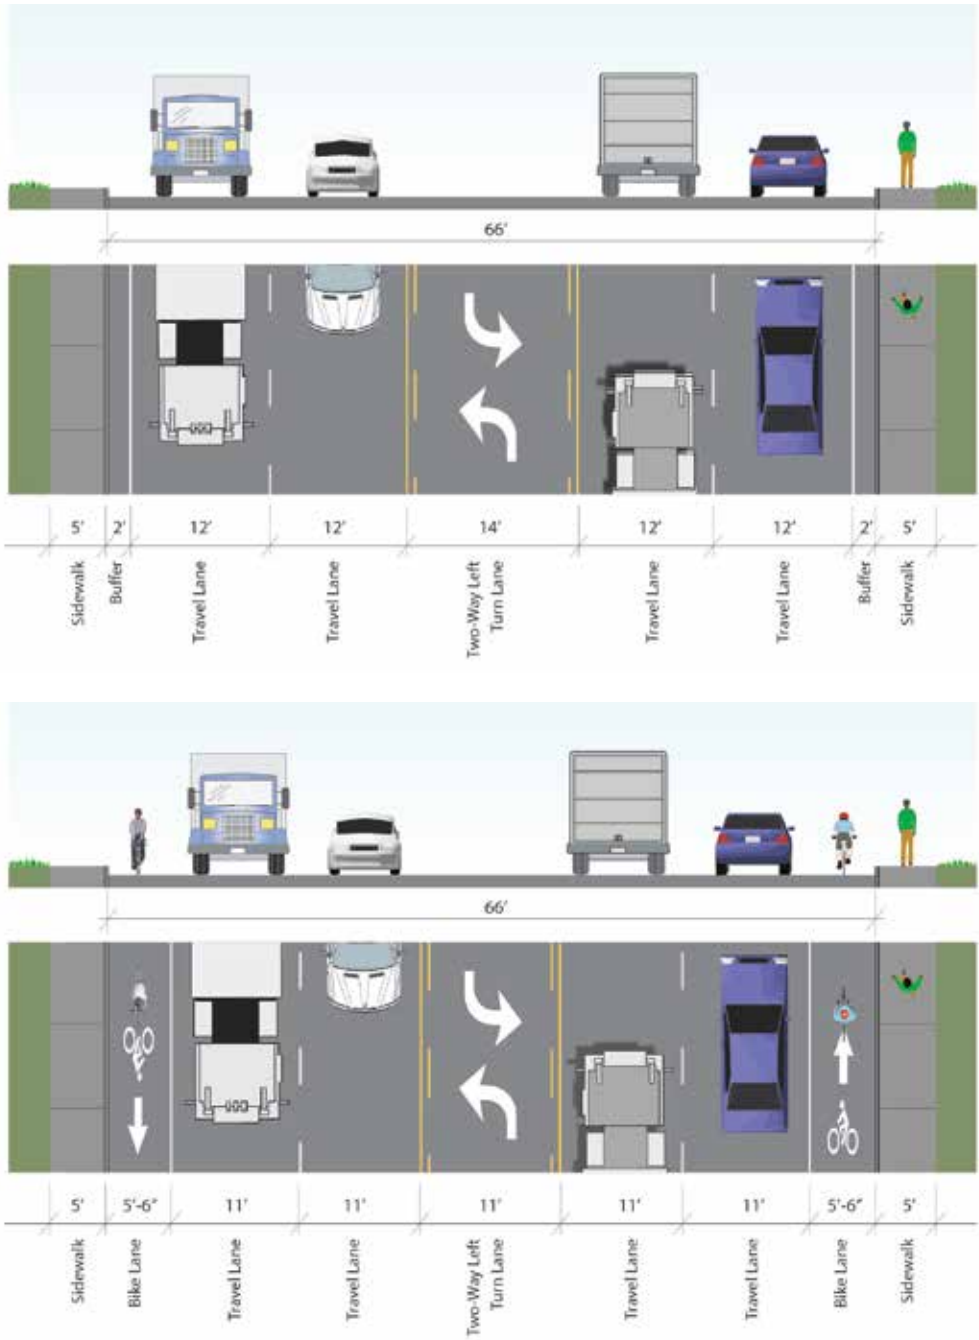 66'
5'
2'
12'
12'
14'
12'
12'
2'
5'
Sidewalk
Buffer
Travel Lane
Travel Lane
Two-Way Left
Turn Lane
Travel Lane
Travel Lane
Buffer
Sidewalk
66'
5'
5'-6"
11'
11'
11'
11'
11'
5'-6"
5'
Sidewalk
Bike Lane
Travel Lane
Travel Lane
Two-Way Left
Turn Lane
Travel Lane
Travel Lane
Bike Lane
Sidewalk